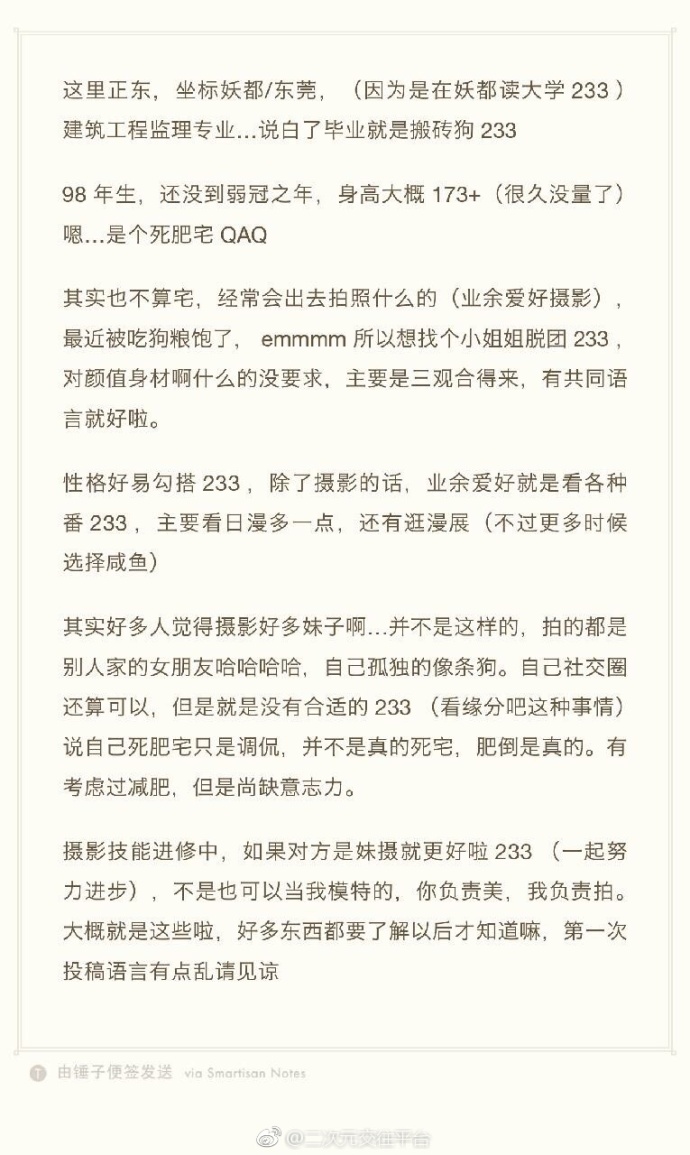 这里正东，坐标妖都/东莞，（因为是在妖都读大学 233 ）
建筑工程监理专业…说白了毕业就是搬砖狗 233
98 年生，还没到弱冠之年，身高大概 173+（很久没量了）
嗯…是个死肥宅 QAQ
其实也不算宅，经常会出去拍照什么的（业余爱好摄影），
最近被吃狗粮饱了， emmmm 所以想找个小姐姐脱团 233 ，
对颜值身材啊什么的没要求，主要是三观合得来，有共同语
言就好啦。
性格好易勾搭 233 ，除了摄影的话，业余爱好就是看各种
番 233 ，主要看日漫多一点，还有逛漫展（不过更多时候
选择咸鱼）
其实好多人觉得摄影好多妹子啊…并不是这样的，拍的都是
别人家的女朋友哈哈哈哈，自己孤独的像条狗。自己社交圈
还算可以，但是就是没有合适的 233 （看缘分吧这种事情）
说自己死肥宅只是调侃，并不是真的死宅，肥倒是真的。有
考虑过减肥，但是尚缺意志力。
摄影技能进修中，如果对方是妹摄就更好啦 233 （一起努
力进步），不是也可以当我模特的，你负责美，我负责拍。
大概就是这些啦，好多东西都要了解以后才知道嘛，第一次
投稿语言有点乱请见谅
T 由锤子便签发送 via Smartisan Notes